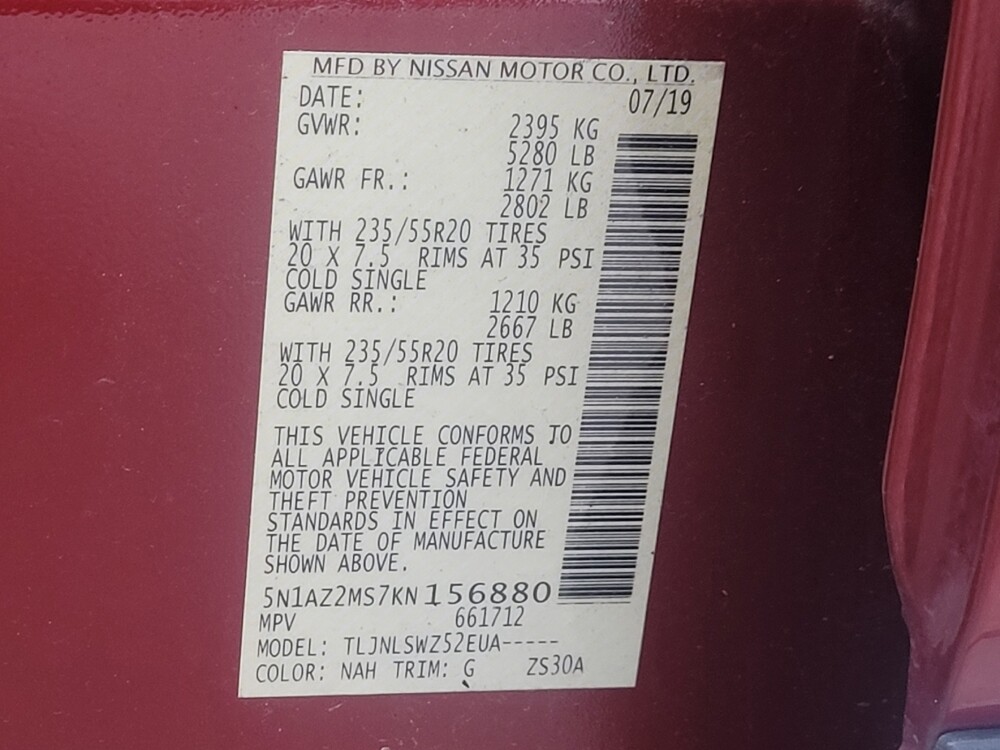 MFD BY NISSAN MOTOR CO., LTD.
DATE: 07/19
GVWR: 2395 KG
5280 LB
GAWR FR.: 1271 KG
2802 LB
WITH 235/55R20 TIRES
20 X 7.5 RIMS AT 35 PSI
COLD SINGLE
GAWR RR.: 1210 KG
2667 LB
WITH 235/55R20 TIRES
20 X 7.5 RIMS AT 35 PSI
COLD SINGLE
THIS VEHICLE CONFORMS TO
ALL APPLICABLE FEDERAL
MOTOR VEHICLE SAFETY AND
THEFT PREVENTION
STANDARDS IN EFFECT ON
THE DATE OF MANUFACTURE
SHOWN ABOVE.
5N1AZ2MS7KN156880
MPV 661712
MODEL: TLJNLSWZ52EUA-----
COLOR: NAH TRIM: G ZS30A